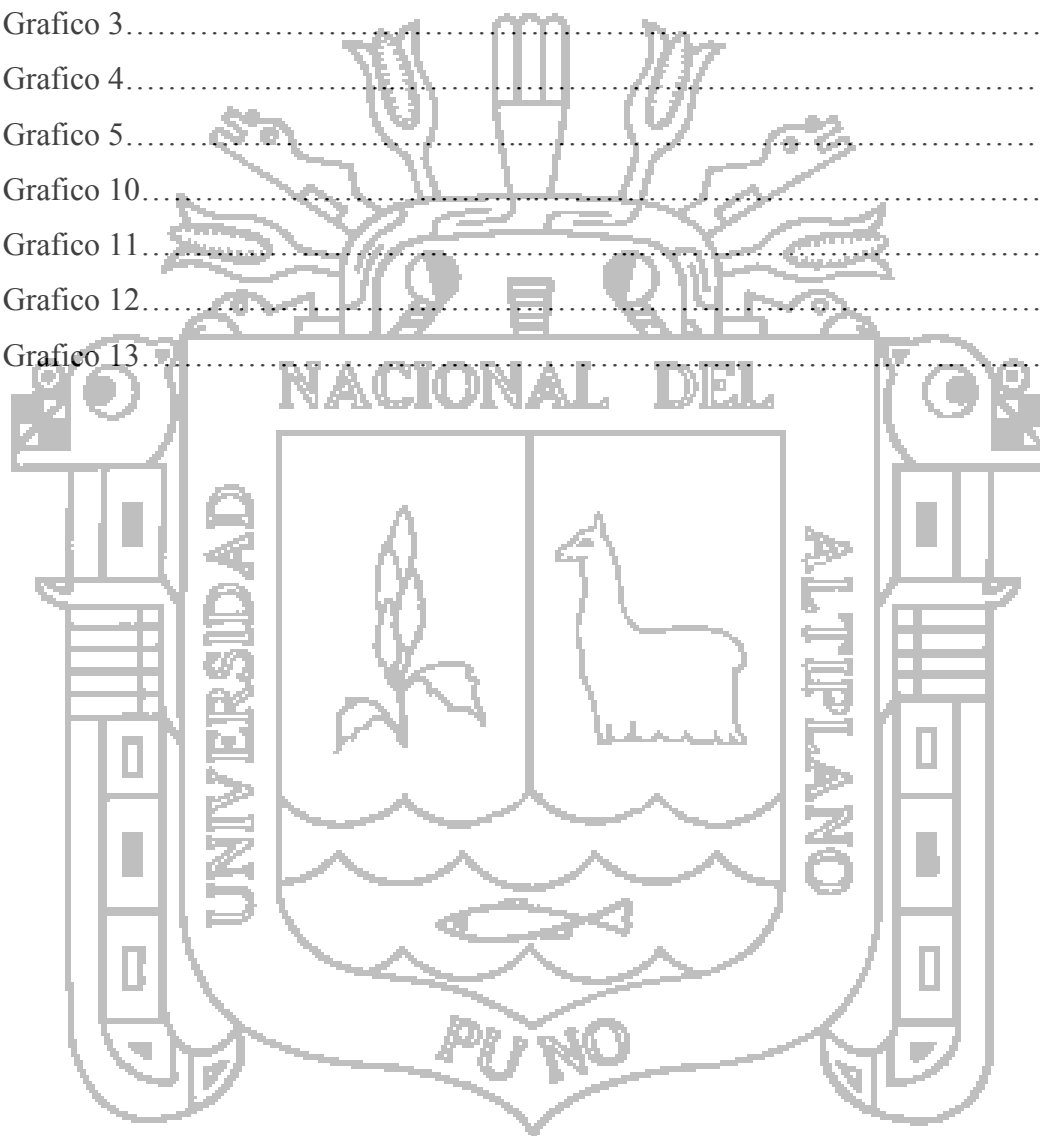 Grafico 3……………………………………………………………………………
Grafico 4……………………………………………………………………………
Grafico 5……………………………………………………………………………
Grafico 10…………………………………………………………………………
Grafico 11…………………………………………………………………………
Grafico 12…………………………………………………………………………
Grafico 13…………………………………………………………………………
NACIONAL DEL
UNIVERSIDAD
ALTIPLANO
PUNO